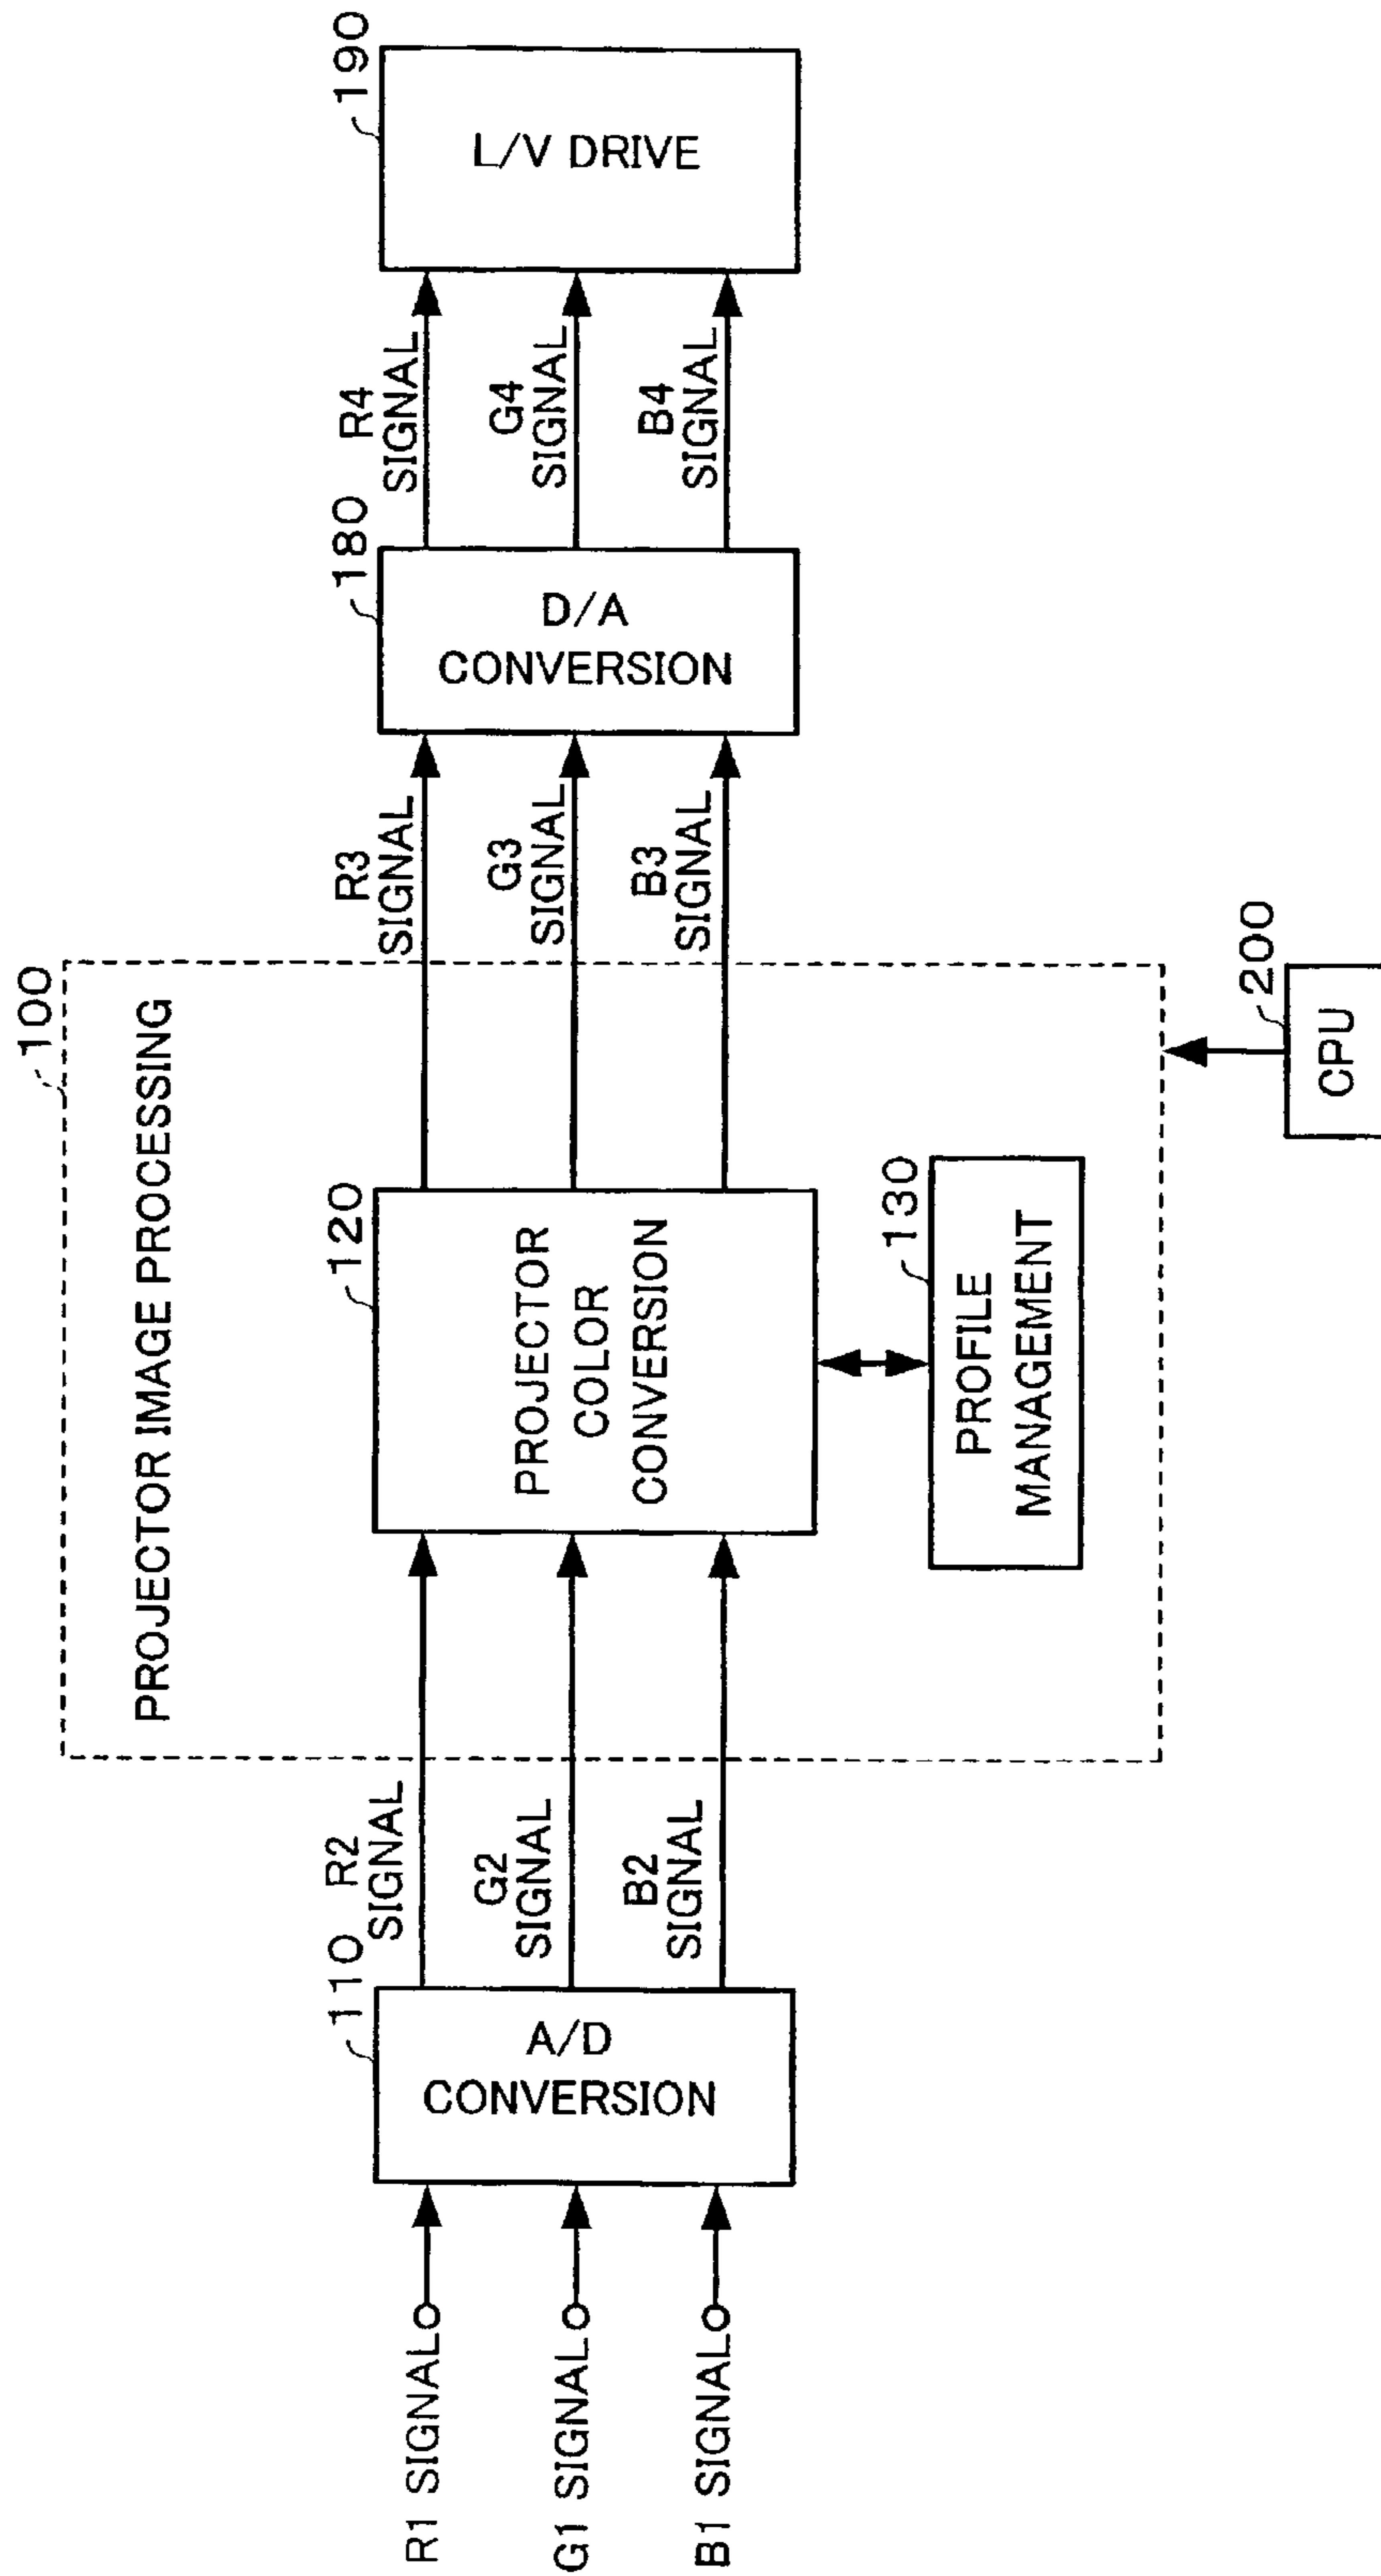 100
PROJECTOR IMAGE PROCESSING
R1 SIGNAL
G1 SIGNAL
B1 SIGNAL
110
A/D
CONVERSION
R2
SIGNAL
G2
SIGNAL
B2
SIGNAL
120
PROJECTOR
COLOR
CONVERSION
130
PROFILE
MANAGEMENT
R3
SIGNAL
G3
SIGNAL
B3
SIGNAL
180
D/A
CONVERSION
R4
SIGNAL
G4
SIGNAL
B4
SIGNAL
190
L/V DRIVE
200
CPU